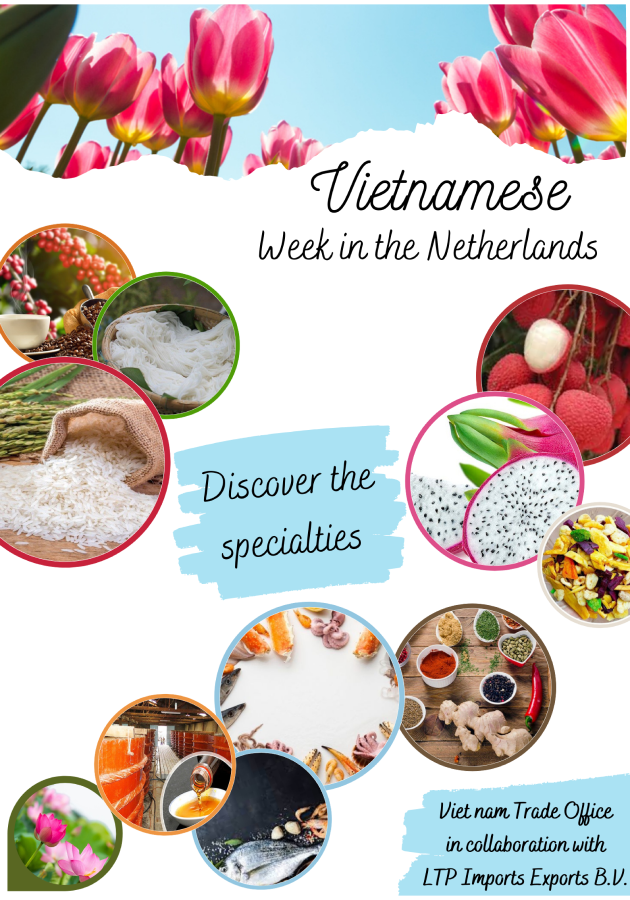 Vietnamese
Week in the Netherlands
Discover the
specialties
Viet nam Trade Office
in collaboration with
LTP Imports Exports B.V.